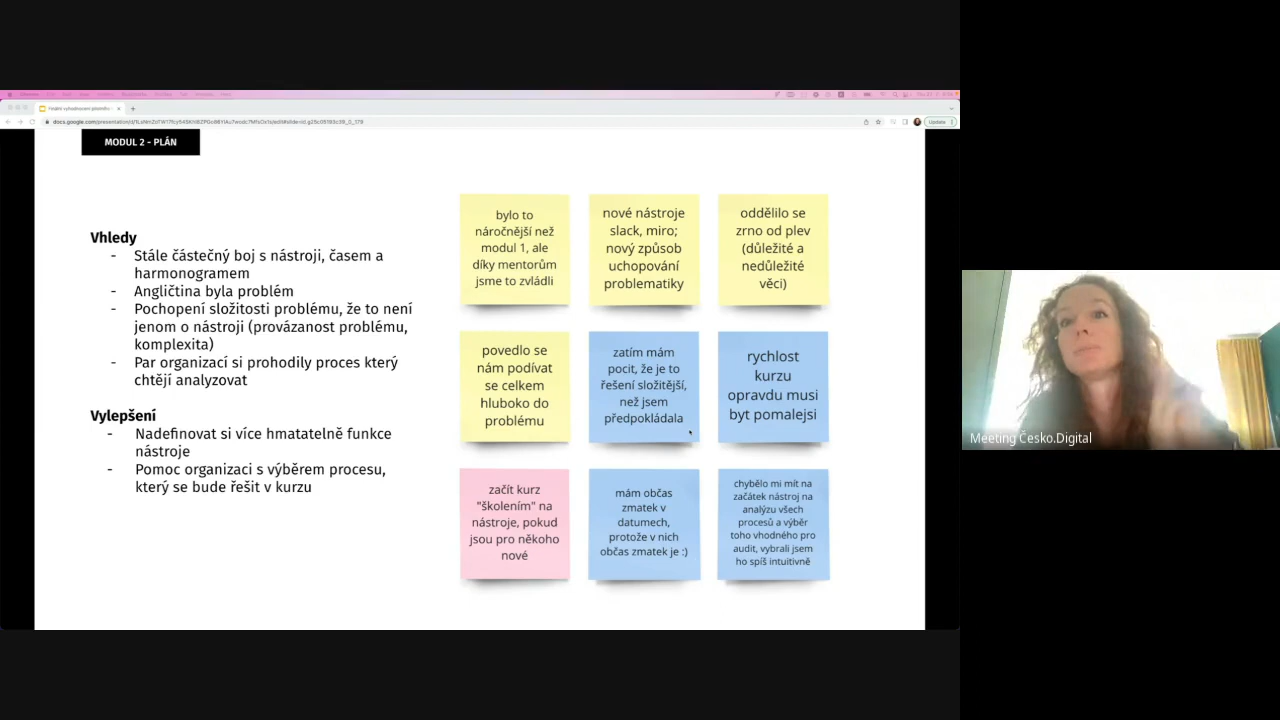 docs.google.com/presentation/d/
Update
MODUL 2 - PLÁN
Vhledy
- Stále částečný boj s nástroji, časem a
harmonogramem
- Angličtina byla problém
- Pochopení složitosti problému, že to není
jenom o nástroji (provázanost problému,
komplexita)
- Par organizací si prohodily proces který
chtějí analyzovat
Vylepšení
- Nadefinovat si více hmatatelně funkce
nástroje
- Pomoc organizaci s výběrem procesu,
který se bude řešit v kurzu
bylo to
náročnější než
modul 1, ale
díky mentorům
jsme to zvládli
nové nástroje
slack, miro;
nový způsob
uchopování
problematiky
oddělilo se
zrno od plev
(důležité a
nedůležité
věci)
povedlo se
nám podívat
se celkem
hluboko do
problému
zatím mám
pocit, že je to
řešení složitější,
než jsem
předpokládala
rychlost
kurzu
opravdu musi
byt pomalejsi
začít kurz
"školením" na
nástroje, pokud
jsou pro někoho
nové
mám občas
zmatek v
datumech,
protože v nich
občas zmatek je :)
chybělo mi mít na
začátek nástroj na
analýzu všech
procesů a výběr
toho vhodného pro
audit, vybrali jsem
ho spíš intuitivně
Meeting Česko.Digital